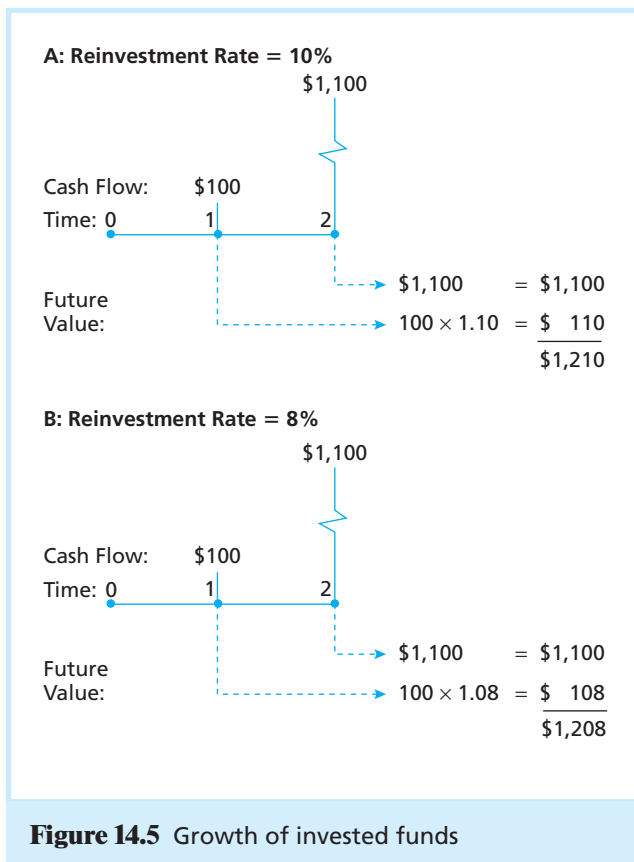 A: Reinvestment Rate = 10%
$1,100
Cash Flow: $100
Time: 0 1 2
$1,100 = $1,100
Future
Value: 100 × 1.10 = $ 110
$1,210
B: Reinvestment Rate = 8%
$1,100
Cash Flow: $100
Time: 0 1 2
$1,100 = $1,100
Future
Value: 100 × 1.08 = $ 108
$1,208
Figure 14.5 Growth of invested funds